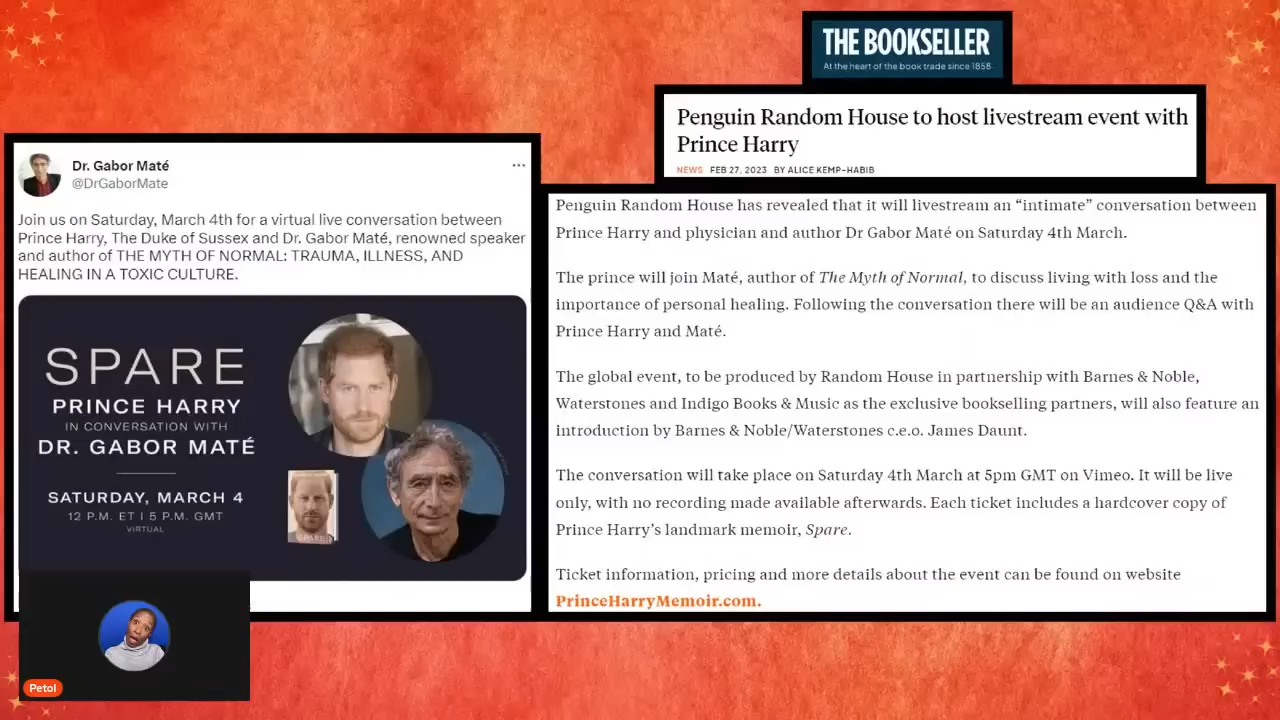 THE BOOKSELLER
At the heart of the book trade since 1858
Penguin Random House to host livestream event with
Prince Harry
NEWS FEB 27, 2023 BY ALICE KEMP-HABIB
Dr. Gabor Maté
@DrGaborMate
Join us on Saturday, March 4th for a virtual live conversation between
Prince Harry, The Duke of Sussex and Dr. Gabor Maté, renowned speaker
and author of THE MYTH OF NORMAL: TRAUMA, ILLNESS, AND
HEALING IN A TOXIC CULTURE.
SPARE
PRINCE HARRY
IN CONVERSATION WITH
DR. GABOR MATÉ
SATURDAY, MARCH 4
12 P.M. ET | 5 P.M. GMT
VIRTUAL
SPARE
Penguin Random House has revealed that it will livestream an “intimate” conversation between
Prince Harry and physician and author Dr Gabor Maté on Saturday 4th March.
The prince will join Maté, author of The Myth of Normal, to discuss living with loss and the
importance of personal healing. Following the conversation there will be an audience Q&A with
Prince Harry and Maté.
The global event, to be produced by Random House in partnership with Barnes & Noble,
Waterstones and Indigo Books & Music as the exclusive bookselling partners, will also feature an
introduction by Barnes & Noble/Waterstones c.e.o. James Daunt.
The conversation will take place on Saturday 4th March at 5pm GMT on Vimeo. It will be live
only, with no recording made available afterwards. Each ticket includes a hardcover copy of
Prince Harry’s landmark memoir, Spare.
Ticket information, pricing and more details about the event can be found on website
PrinceHarryMemoir.com.
Petol